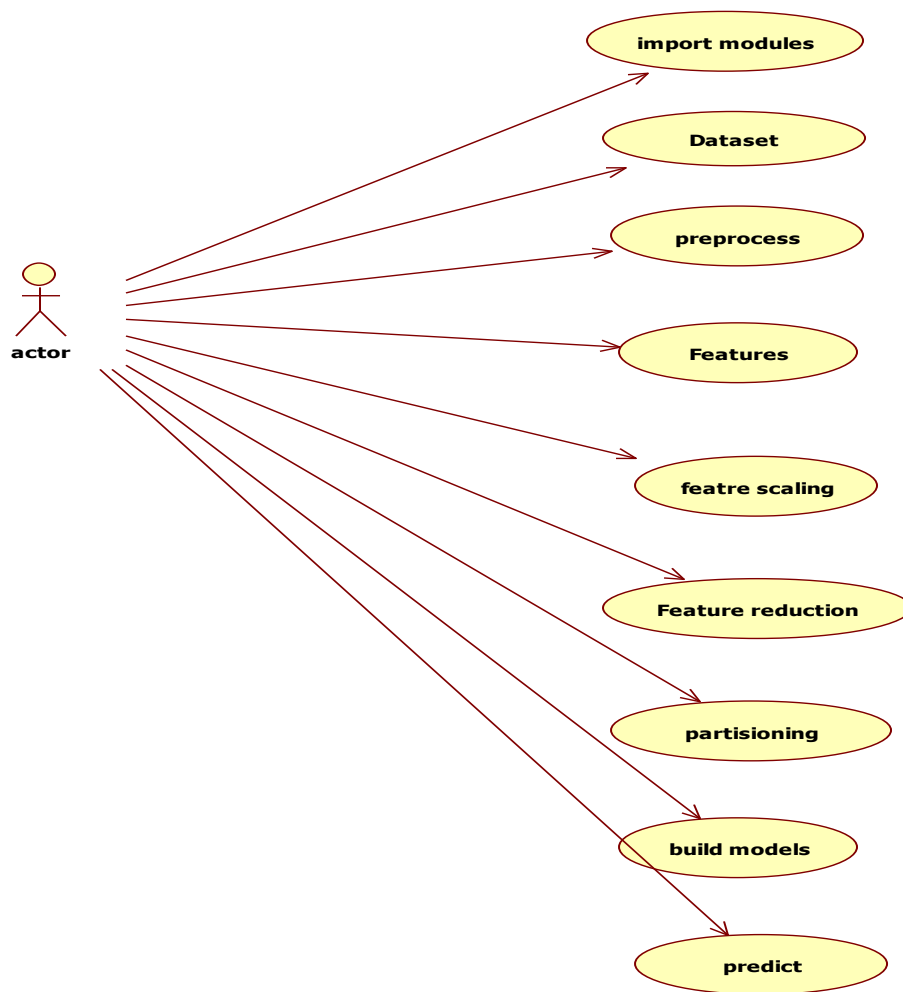 import modules
Dataset
preprocess
actor
Features
featre scaling
Feature reduction
partisioning
build models
predict